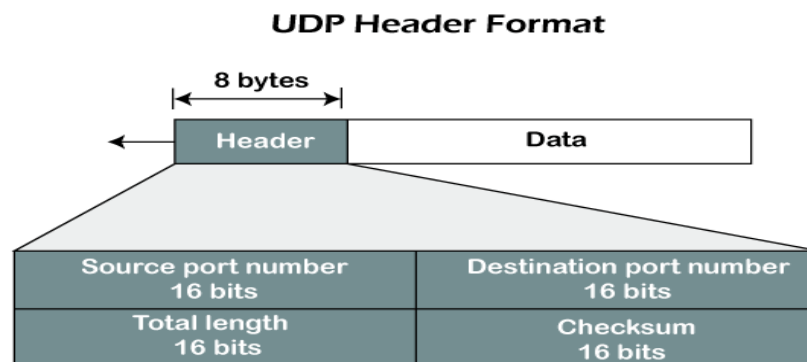 UDP Header Format
8 bytes
Header
Data
Source port number
16 bits
Destination port number
16 bits
Total length
16 bits
Checksum
16 bits